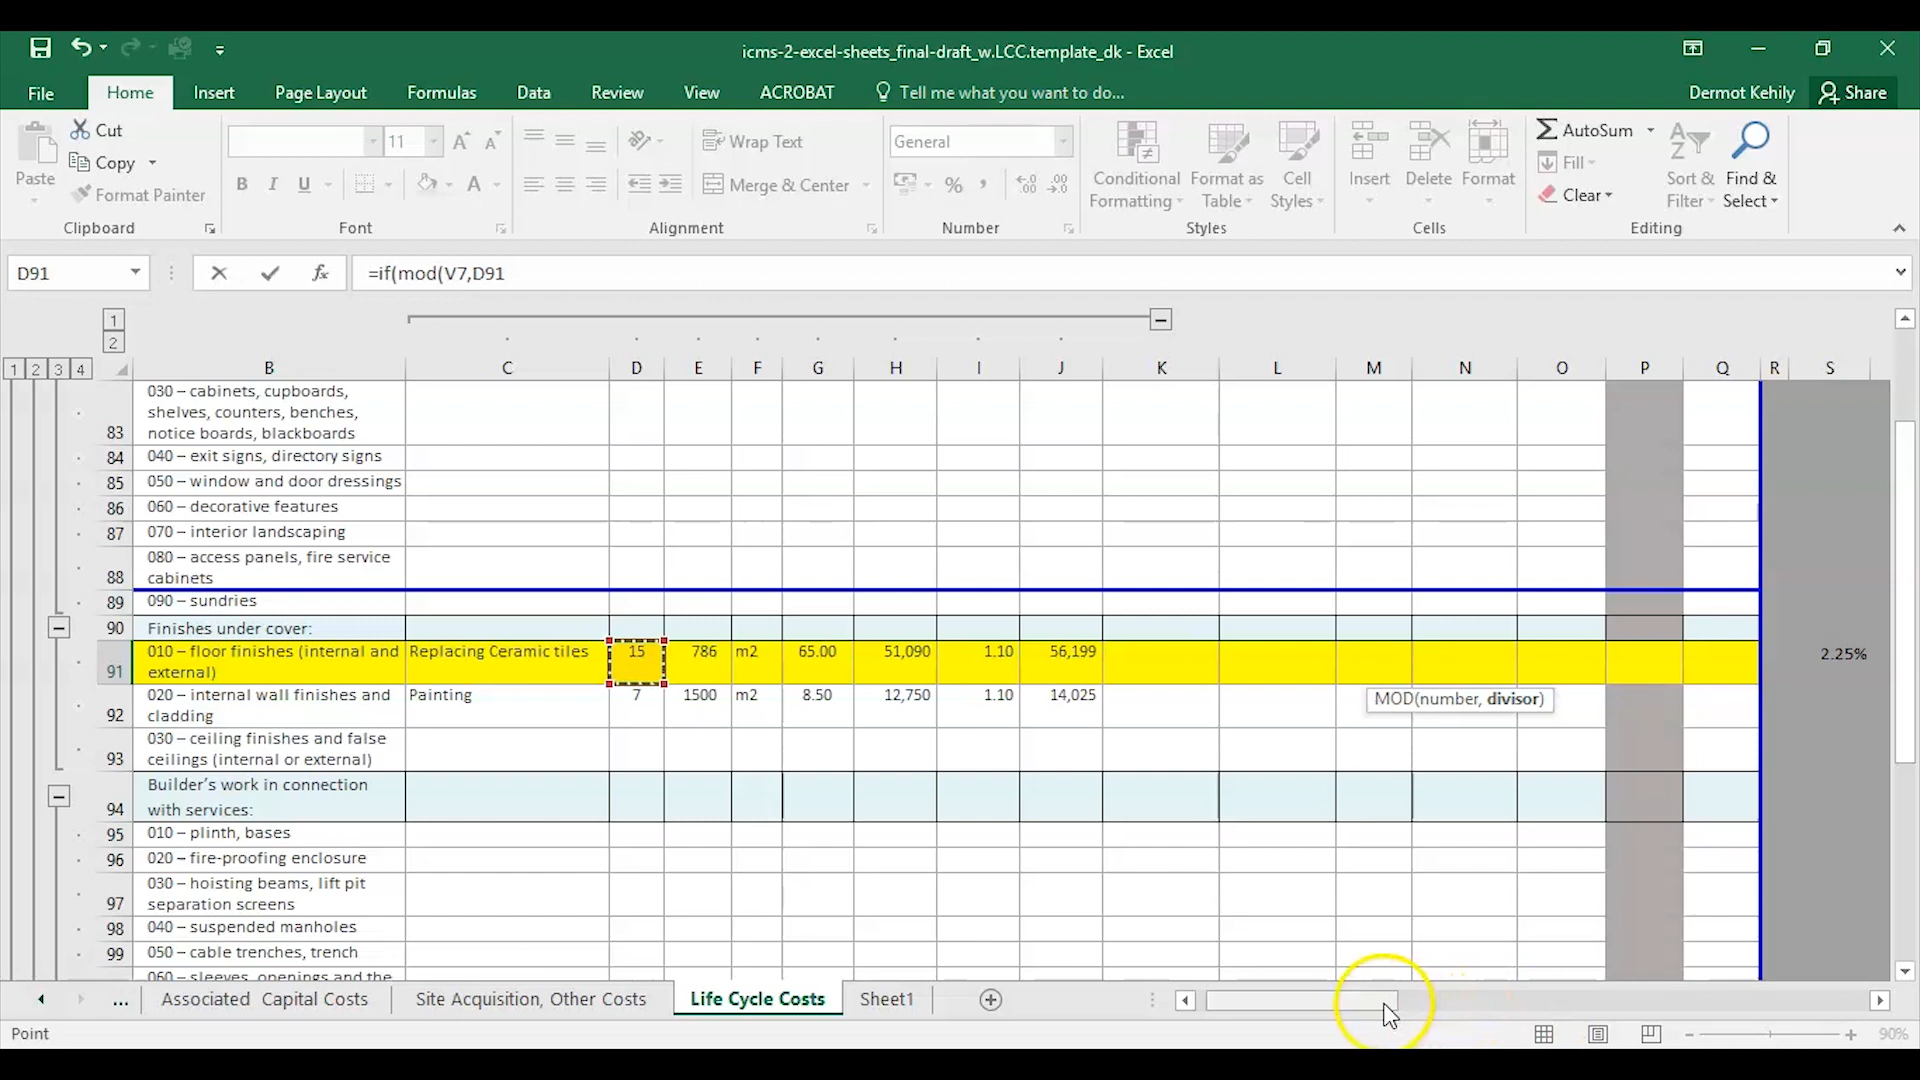 icms-2-excel-sheets_final-draft_w.LCC.template_dk - Excel
File Home Insert Page Layout Formulas Data Review View ACROBAT Tell me what you want to do... Dermot Kehily Share
Cut
Copy
Format Painter
Paste
Clipboard
11
B I U A
Font
Wrap Text
Merge & Center
Alignment
General
%
Number
Conditional Formatting
Format as Table
Cell Styles
Styles
Insert Delete Format
Cells
AutoSum
Fill
Clear
Sort & Filter
Find & Select
Editing
D91 fx =if(mod(V7,D91
1
2
1 2 3 4
B C D E F G H I J K L M N O P Q R S
030 – cabinets, cupboards,
shelves, counters, benches,
83 notice boards, blackboards
84 040 – exit signs, directory signs
85 050 – window and door dressings
86 060 – decorative features
87 070 – interior landscaping
080 – access panels, fire service
88 cabinets
89 090 – sundries
90 Finishes under cover:
010 – floor finishes (internal and Replacing Ceramic tiles 15 786 m2 65.00 51,090 1.10 56,199 2.25%
91 external)
020 – internal wall finishes and Painting 7 1500 m2 8.50 12,750 1.10 14,025 MOD(number, divisor)
92 cladding
030 – ceiling finishes and false
93 ceilings (internal or external)
Builder's work in connection
94 with services:
95 010 – plinth, bases
96 020 – fire-proofing enclosure
030 – hoisting beams, lift pit
97 separation screens
98 040 – suspended manholes
99 050 – cable trenches, trench
060 – sleeves, openings and the
... Associated Capital Costs Site Acquisition, Other Costs Life Cycle Costs Sheet1
Point 90%